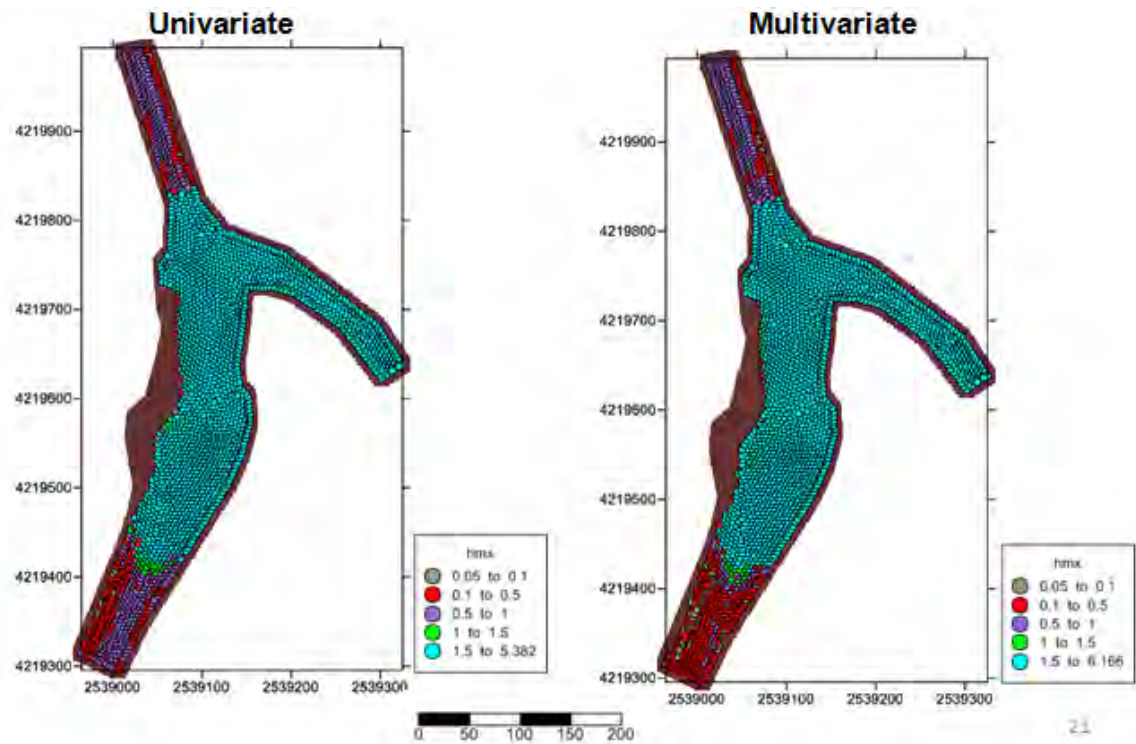 Univariate
Multivariate
4219900
4219800
4219700
4219600
4219500
4219400
4219300
2539000
2539100
2539200
2539300
hmx
0.05 to 0.1
0.1 to 0.5
0.5 to 1
1 to 1.5
1.5 to 5.382
4219900
4219800
4219700
4219600
4219500
4219400
4219300
2539000
2539100
2539200
2539300
hmx
0.05 to 0.1
0.1 to 0.5
0.5 to 1
1 to 1.5
1.5 to 6.166
0
50
100
150
200
21